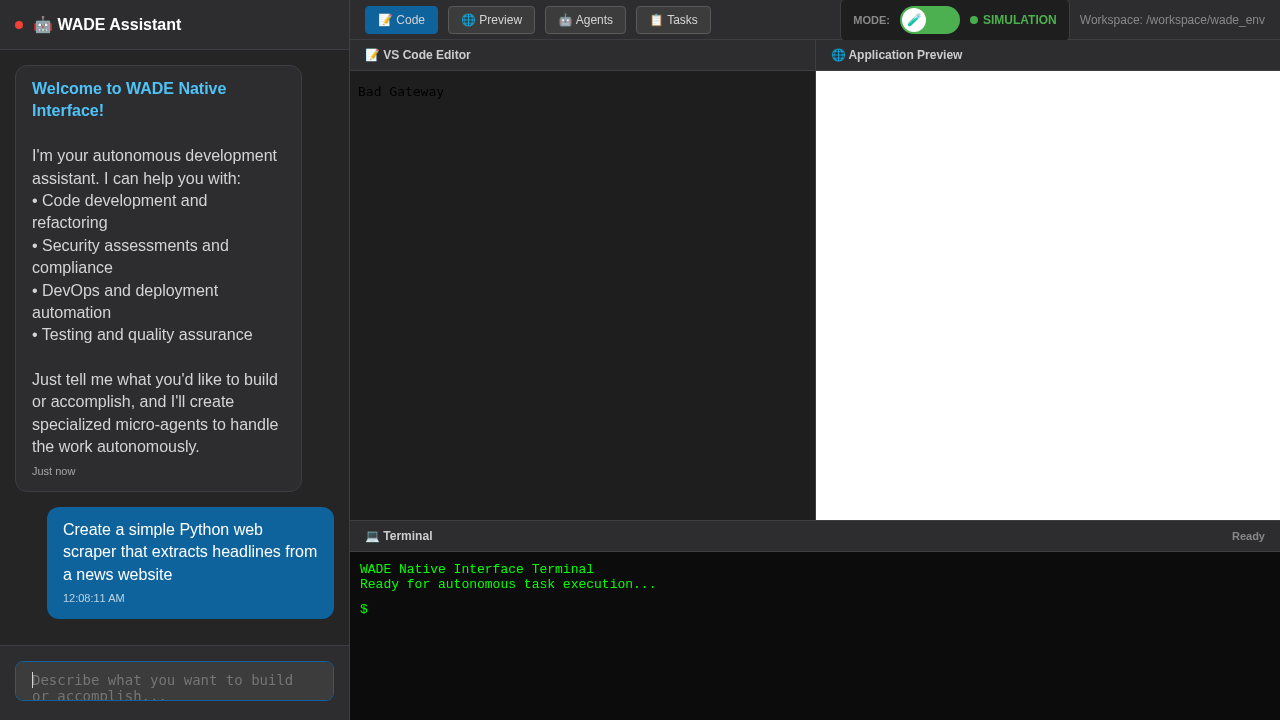 🤖 WADE Assistant
📝 Code
🌐 Preview
🤖 Agents
📋 Tasks
MODE:
🧪
SIMULATION
Workspace: /workspace/wade_env
📝 VS Code Editor
🌐 Application Preview
Bad Gateway
Welcome to WADE Native
Interface!
I'm your autonomous development
assistant. I can help you with:
• Code development and
refactoring
• Security assessments and
compliance
• DevOps and deployment
automation
• Testing and quality assurance
Just tell me what you'd like to build
or accomplish, and I'll create
specialized micro-agents to handle
the work autonomously.
Just now
Create a simple Python web
scraper that extracts headlines from
a news website
12:08:11 AM
Describe what you want to build
or accomplish...
💻 Terminal
Ready
WADE Native Interface Terminal
Ready for autonomous task execution...
$